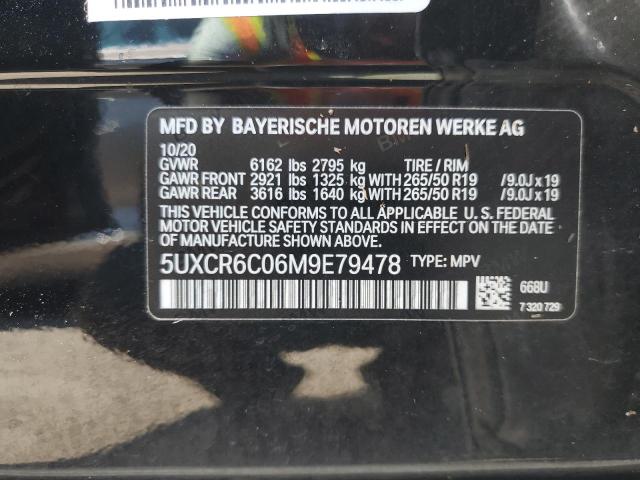 MFD BY BAYERISCHE MOTOREN WERKE AG
10/20
GVWR 6162 lbs 2795 kg TIRE / RIM
GAWR FRONT 2921 lbs 1325 kg WITH 265/50 R19 /9.0J x 19
GAWR REAR 3616 lbs 1640 kg WITH 265/50 R19 /9.0J x 19
THIS VEHICLE CONFORMS TO ALL APPLICABLE U. S. FEDERAL
MOTOR VEHICLE SAFETY AND THEFT PREVENTION STANDARDS
IN EFFECT ON THE DATE OF MANUFACTURE SHOWN ABOVE.
5UXCR6C06M9E79478 TYPE: MPV
668U
7 320 729